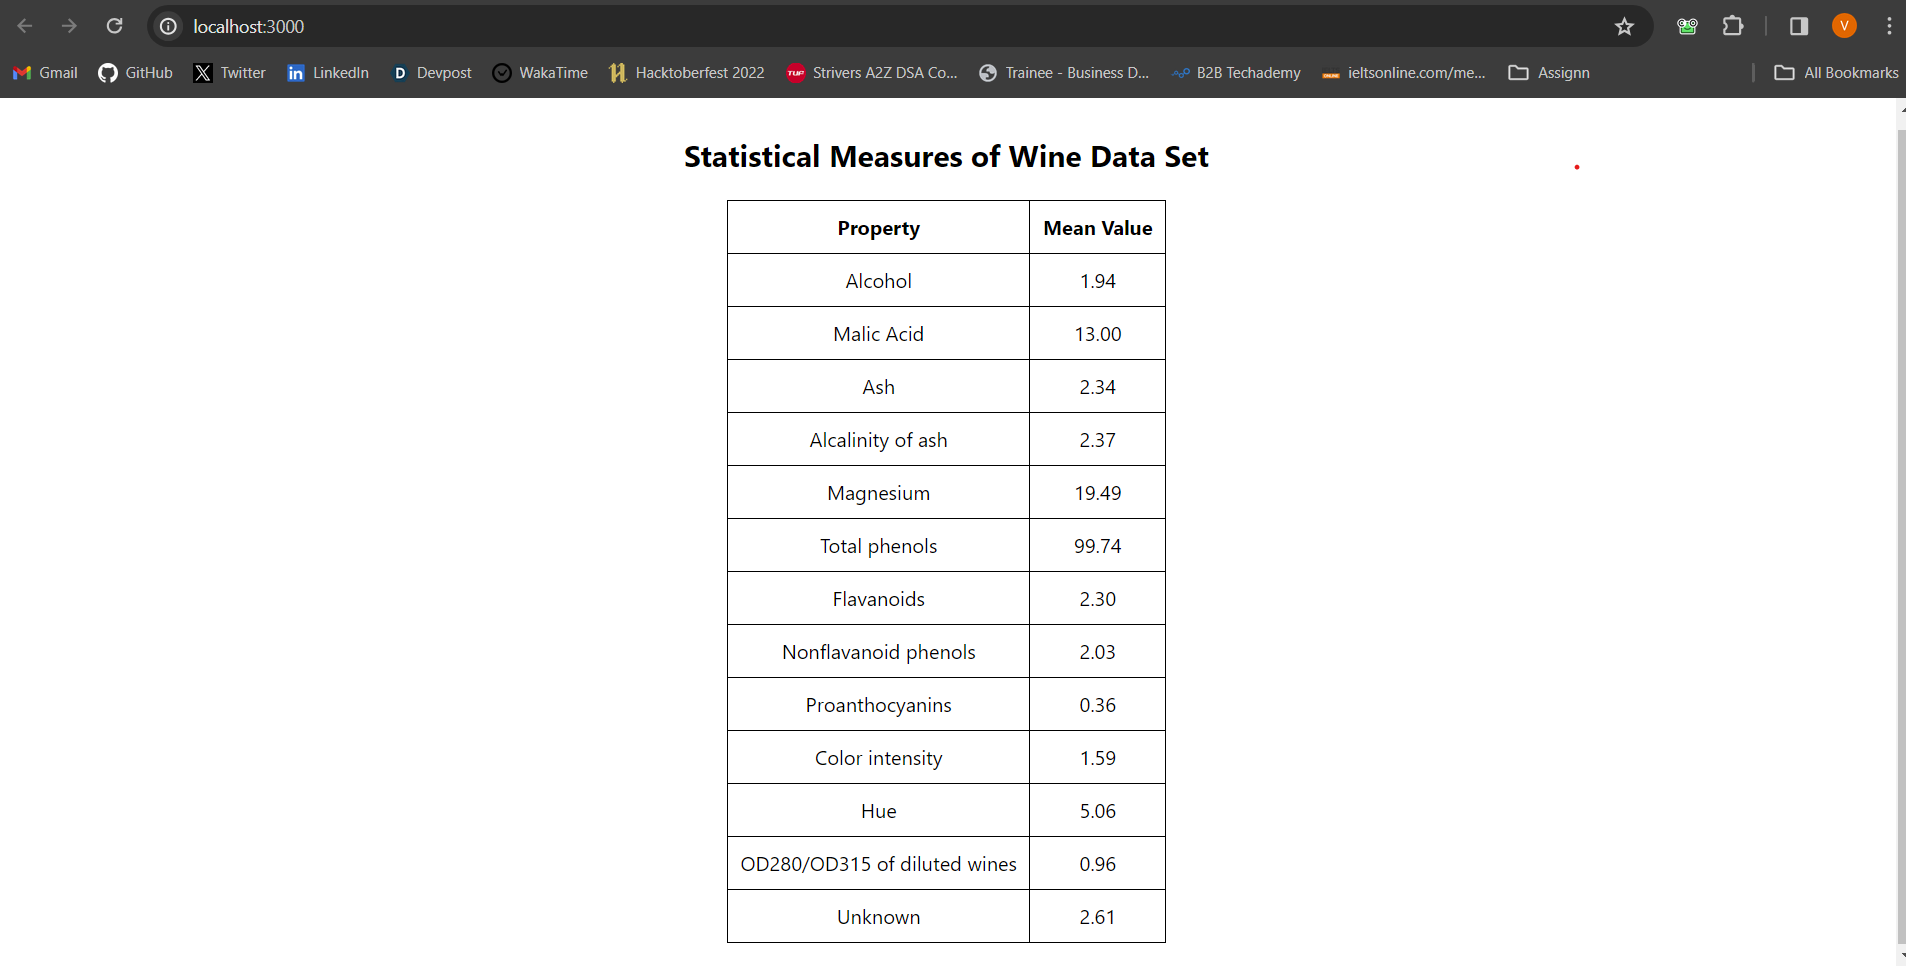 localhost:3000
V
Gmail GitHub Twitter LinkedIn Devpost WakaTime Hacktoberfest 2022 Strivers A2Z DSA Co... Trainee - Business D... B2B Techademy ieltsonline.com/me... Assignn All Bookmarks
Statistical Measures of Wine Data Set
Property Mean Value
Alcohol 1.94
Malic Acid 13.00
Ash 2.34
Alcalinity of ash 2.37
Magnesium 19.49
Total phenols 99.74
Flavanoids 2.30
Nonflavanoid phenols 2.03
Proanthocyanins 0.36
Color intensity 1.59
Hue 5.06
OD280/OD315 of diluted wines 0.96
Unknown 2.61